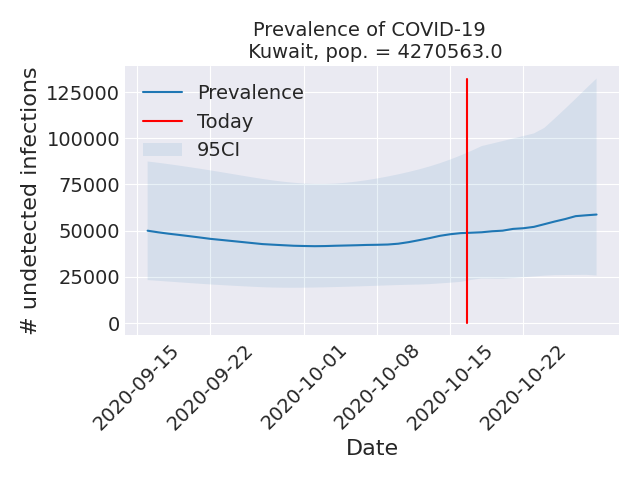 Prevalence of COVID-19
Kuwait, pop. = 4270563.0
# undetected infections
125000
100000
75000
50000
25000
0
Prevalence
Today
95CI
2020-09-15
2020-09-22
2020-10-01
2020-10-08
2020-10-15
2020-10-22
Date